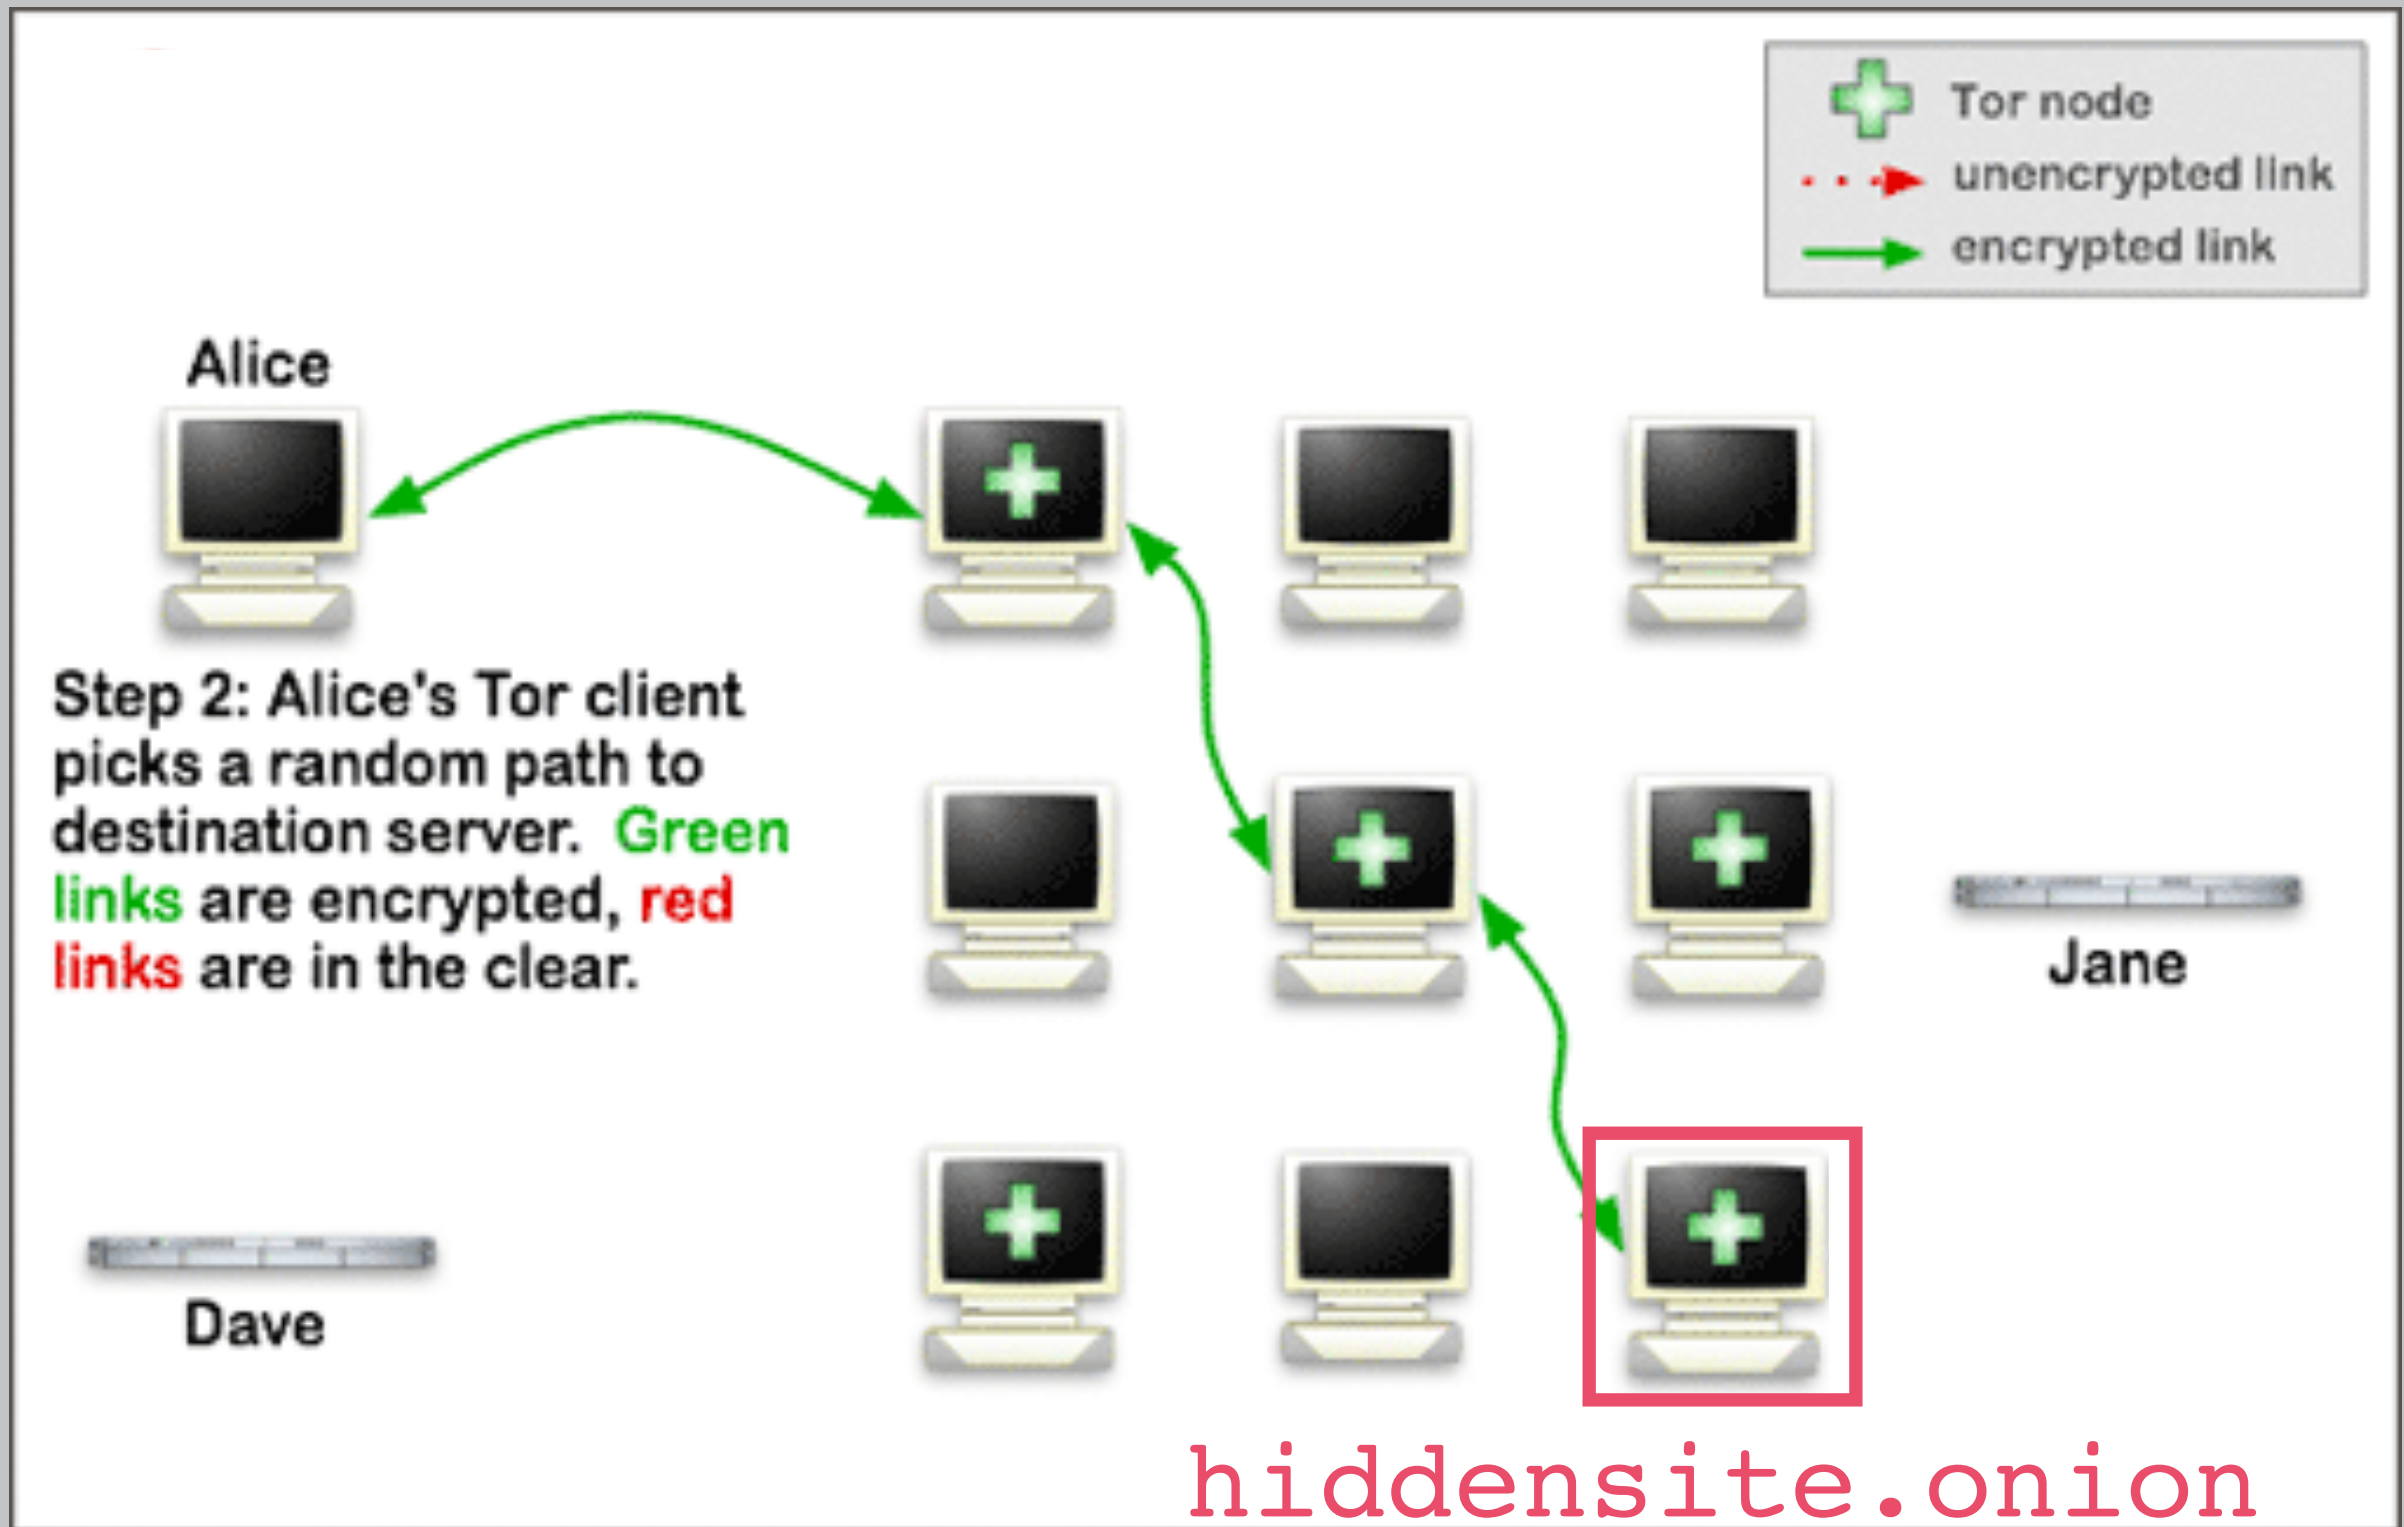 Tor node
unencrypted link
encrypted link
Alice
Step 2: Alice's Tor client
picks a random path to
destination server. Green
links are encrypted, red
links are in the clear.
Jane
Dave
hiddensite.onion